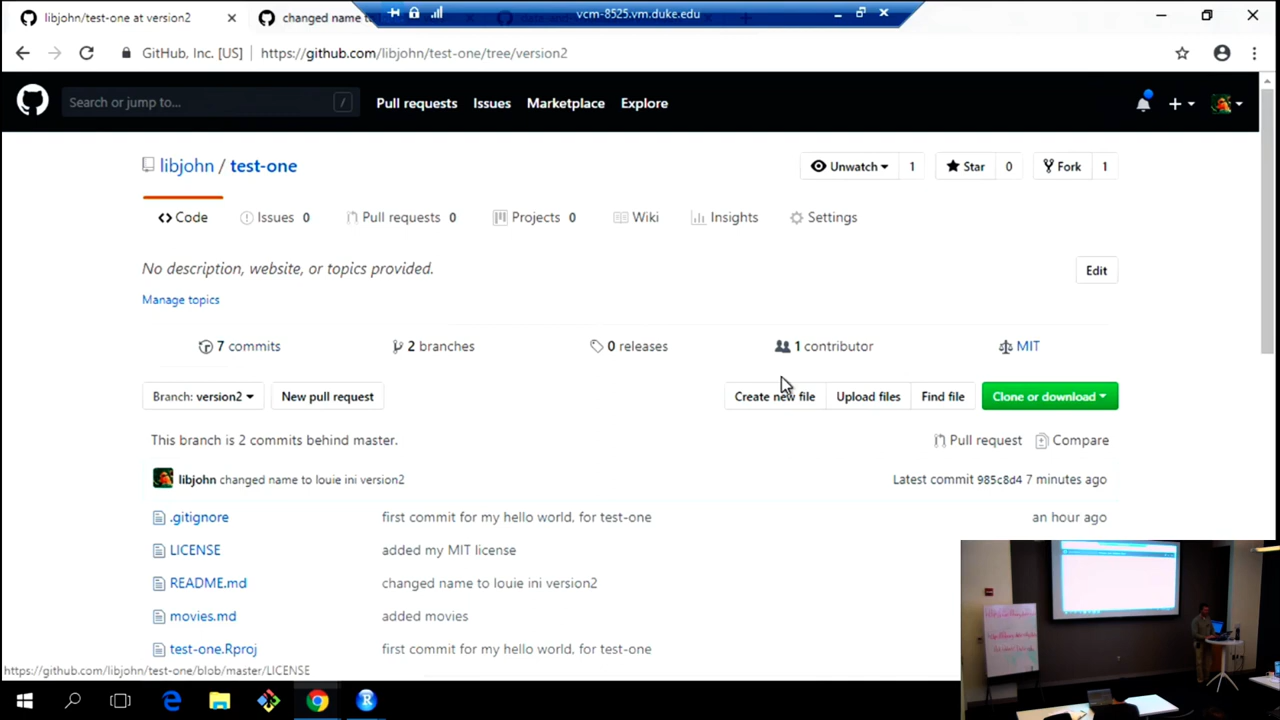 libjohn/test-one at version2
changed name t
vcm-8525.vm.duke.edu
GitHub, Inc. [US]
https://github.com/libjohn/test-one/tree/version2
Search or jump to...
/
Pull requests
Issues
Marketplace
Explore
libjohn / test-one
Unwatch 1
Star 0
Fork 1
Code
Issues 0
Pull requests 0
Projects 0
Wiki
Insights
Settings
No description, website, or topics provided.
Edit
Manage topics
7 commits
2 branches
0 releases
1 contributor
MIT
Branch: version2
New pull request
Create new file
Upload files
Find file
Clone or download
This branch is 2 commits behind master.
Pull request
Compare
libjohn changed name to louie ini version2
Latest commit 985c8d4 7 minutes ago
.gitignore
first commit for my hello world, for test-one
an hour ago
LICENSE
added my MIT license
README.md
changed name to louie ini version2
movies.md
added movies
test-one.Rproj
first commit for my hello world, for test-one
https://github.com/libjohn/test-one/blob/master/LICENSE